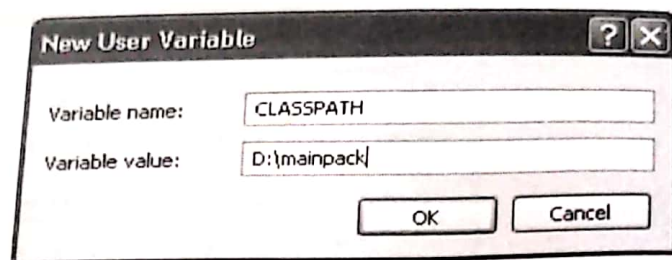 New User Variable
Variable name: CLASSPATH
Variable value: D:\mainpack
OK Cancel